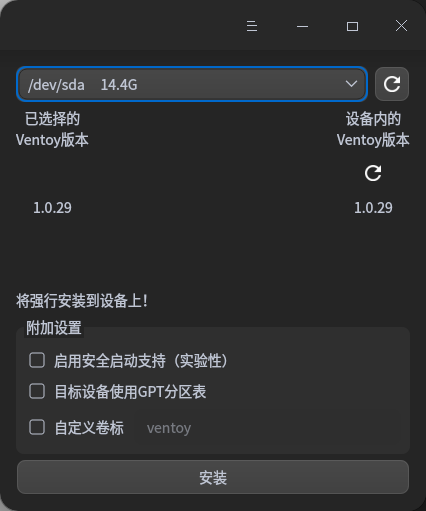 /dev/sda 14.4G
已选择的
Ventoy版本
设备内的
Ventoy版本
1.0.29
1.0.29
将强行安装到设备上！
附加设置
启用安全启动支持（实验性）
目标设备使用GPT分区表
自定义卷标 ventoy
安装